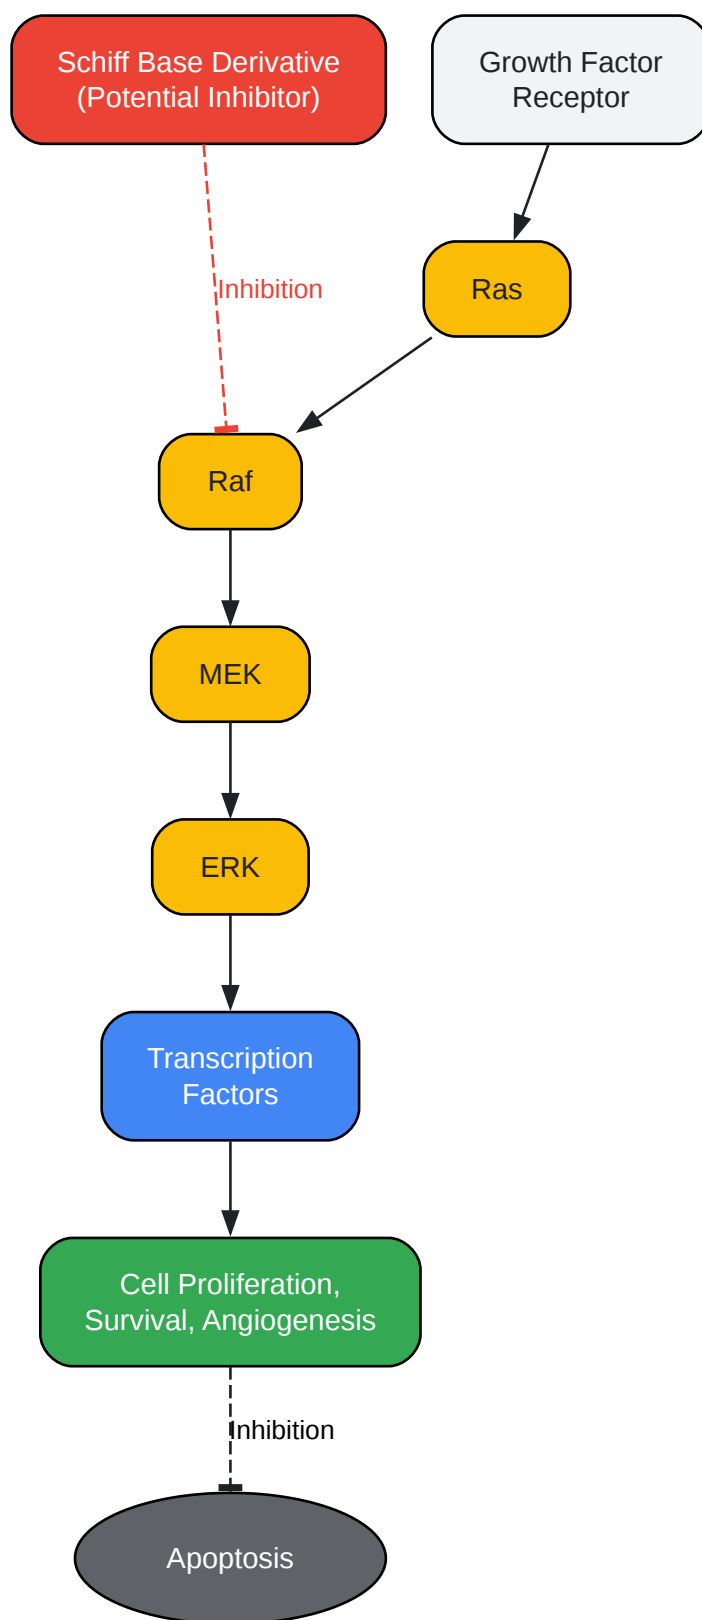 Schiff Base Derivative
(Potential Inhibitor)
Growth Factor
Receptor
Inhibition
Ras
Raf
MEK
ERK
Transcription
Factors
Cell Proliferation,
Survival, Angiogenesis
Inhibition
Apoptosis